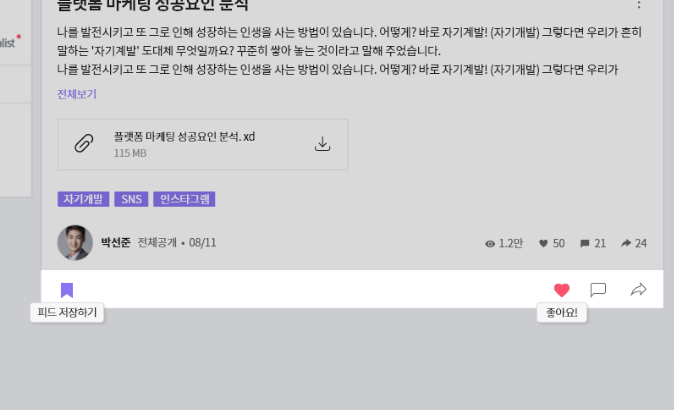 플랫폼 마케팅 성공요인 분석
나를 발전시키고 또 그로 인해 성장하는 인생을 사는 방법이 있습니다. 어떻게? 바로 자기계발! (자기개발) 그렇다면 우리가 흔히
alist
말하는 '자기계발' 도대체 무엇일까요? 꾸준히 쌓아 놓는 것이라고 말해 주었습니다.
나를 발전시키고 또 그로 인해 성장하는 인생을 사는 방법이 있습니다. 어떻게? 바로 자기계발! (자기개발) 그렇다면 우리가
전체보기
플랫폼 마케팅 성공요인 분석. xd
115 MB
자기개발 SNS 인스타그램
박선준 전체공개 • 08/11 1.2만 50 21 24
피드 저장하기 좋아요!